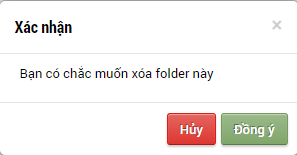 Xác nhận ×
Bạn có chắc muốn xóa folder này
Hủy Đồng ý